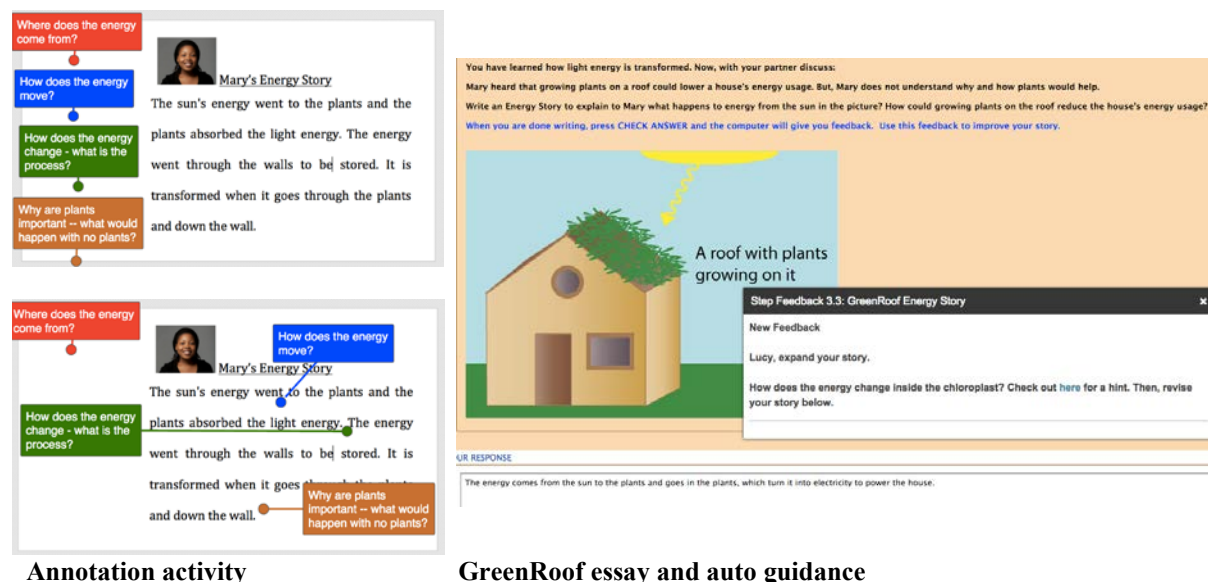 Where does the energy
come from?
How does the energy
move?
How does the energy
change - what is the
process?
Why are plants
important -- what would
happen with no plants?
Mary's Energy Story
The sun's energy went to the plants and the
plants absorbed the light energy. The energy
went through the walls to be stored. It is
transformed when it goes through the plants
and down the wall.
Where does the energy
come from?
How does the energy
move?
How does the energy
change - what is the
process?
Why are plants
important -- what would
happen with no plants?
Mary's Energy Story
The sun's energy went to the plants and the
plants absorbed the light energy. The energy
went through the walls to be stored. It is
transformed when it goes
and down the wall.
Annotation activity
You have learned how light energy is transformed. Now, with your partner discuss:
Mary heard that growing plants on a roof could lower a house's energy usage. But, Mary does not understand why and how plants would help.
Write an Energy Story to explain to Mary what happens to energy from the sun in the picture? How could growing plants on the roof reduce the house's energy usage?
When you are done writing, press CHECK ANSWER and the computer will give you feedback. Use this feedback to improve your story.
A roof with plants
growing on it
Step Feedback 3.3: GreenRoof Energy Story
×
New Feedback
Lucy, expand your story.
How does the energy change inside the chloroplast? Check out here for a hint. Then, revise
your story below.
UR RESPONSE
The energy comes from the sun to the plants and goes in the plants, which turn it into electricity to power the house.
GreenRoof essay and auto guidance